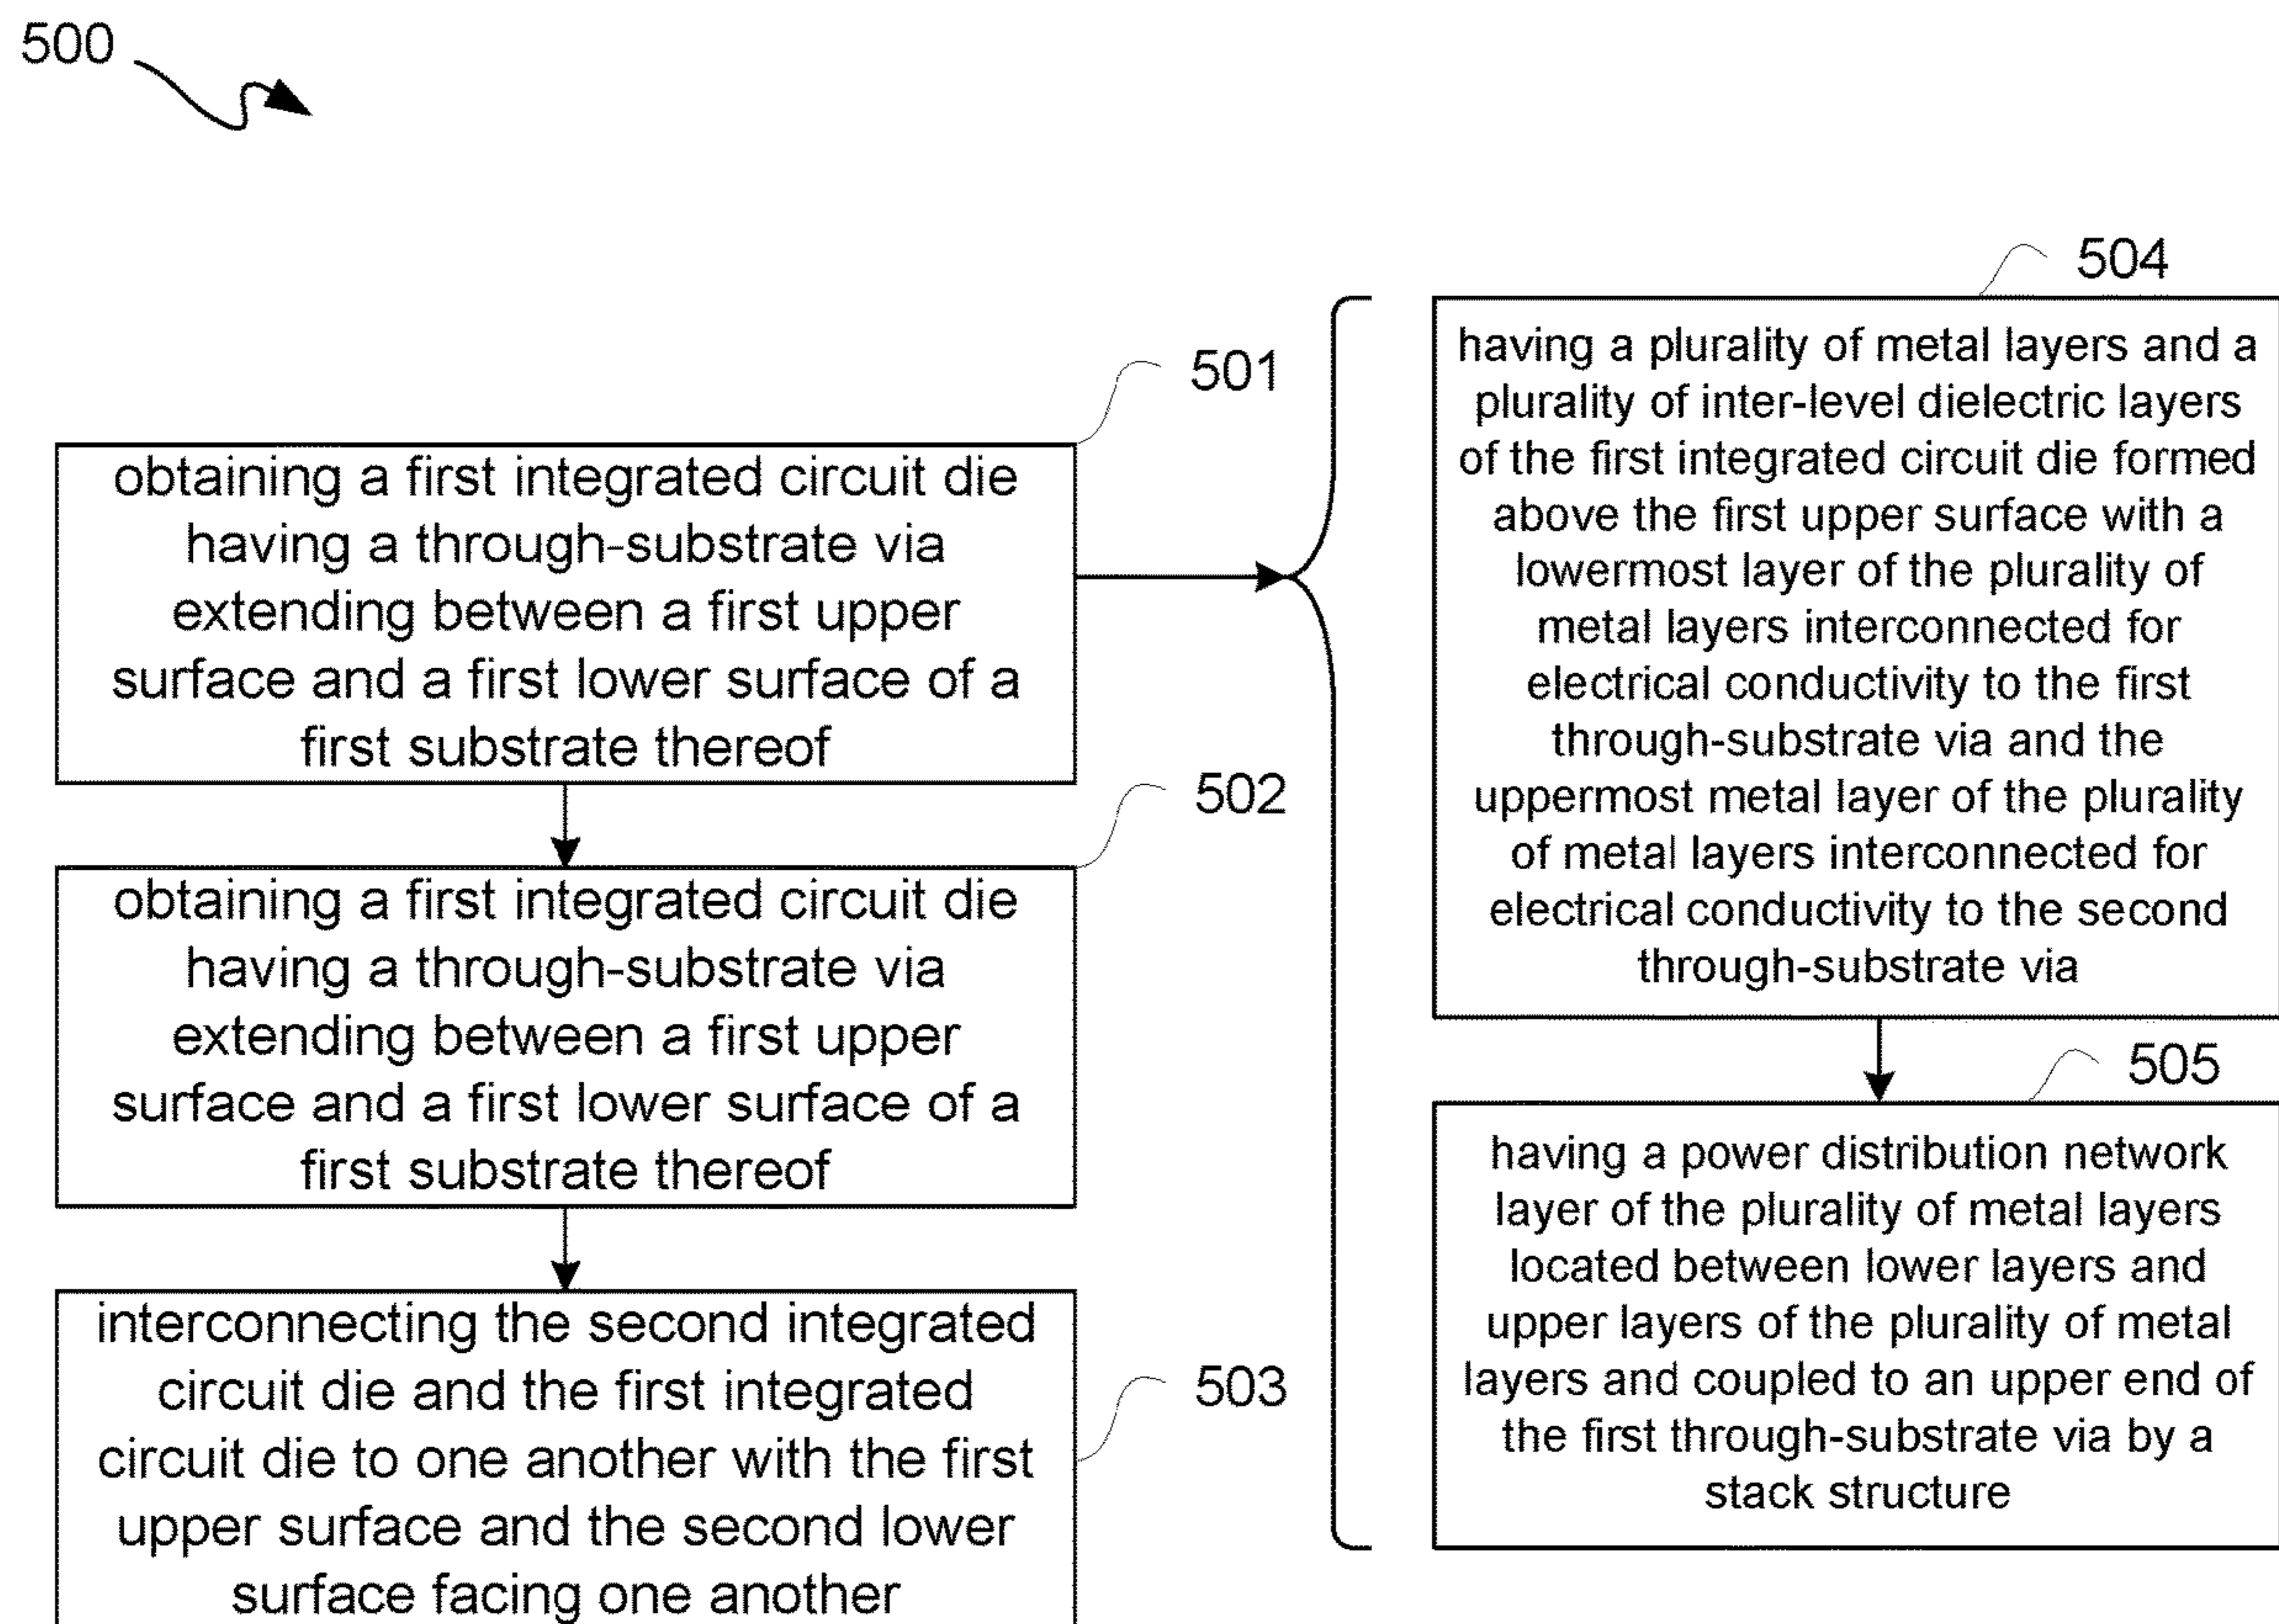 500
501
obtaining a first integrated circuit die
having a through-substrate via
extending between a first upper
surface and a first lower surface of a
first substrate thereof
502
obtaining a first integrated circuit die
having a through-substrate via
extending between a first upper
surface and a first lower surface of a
first substrate thereof
503
interconnecting the second integrated
circuit die and the first integrated
circuit die to one another with the first
upper surface and the second lower
surface facing one another
504
having a plurality of metal layers and a
plurality of inter-level dielectric layers
of the first integrated circuit die formed
above the first upper surface with a
lowermost layer of the plurality of
metal layers interconnected for
electrical conductivity to the first
through-substrate via and the
uppermost metal layer of the plurality
of metal layers interconnected for
electrical conductivity to the second
through-substrate via
505
having a power distribution network
layer of the plurality of metal layers
located between lower layers and
upper layers of the plurality of metal
layers and coupled to an upper end of
the first through-substrate via by a
stack structure